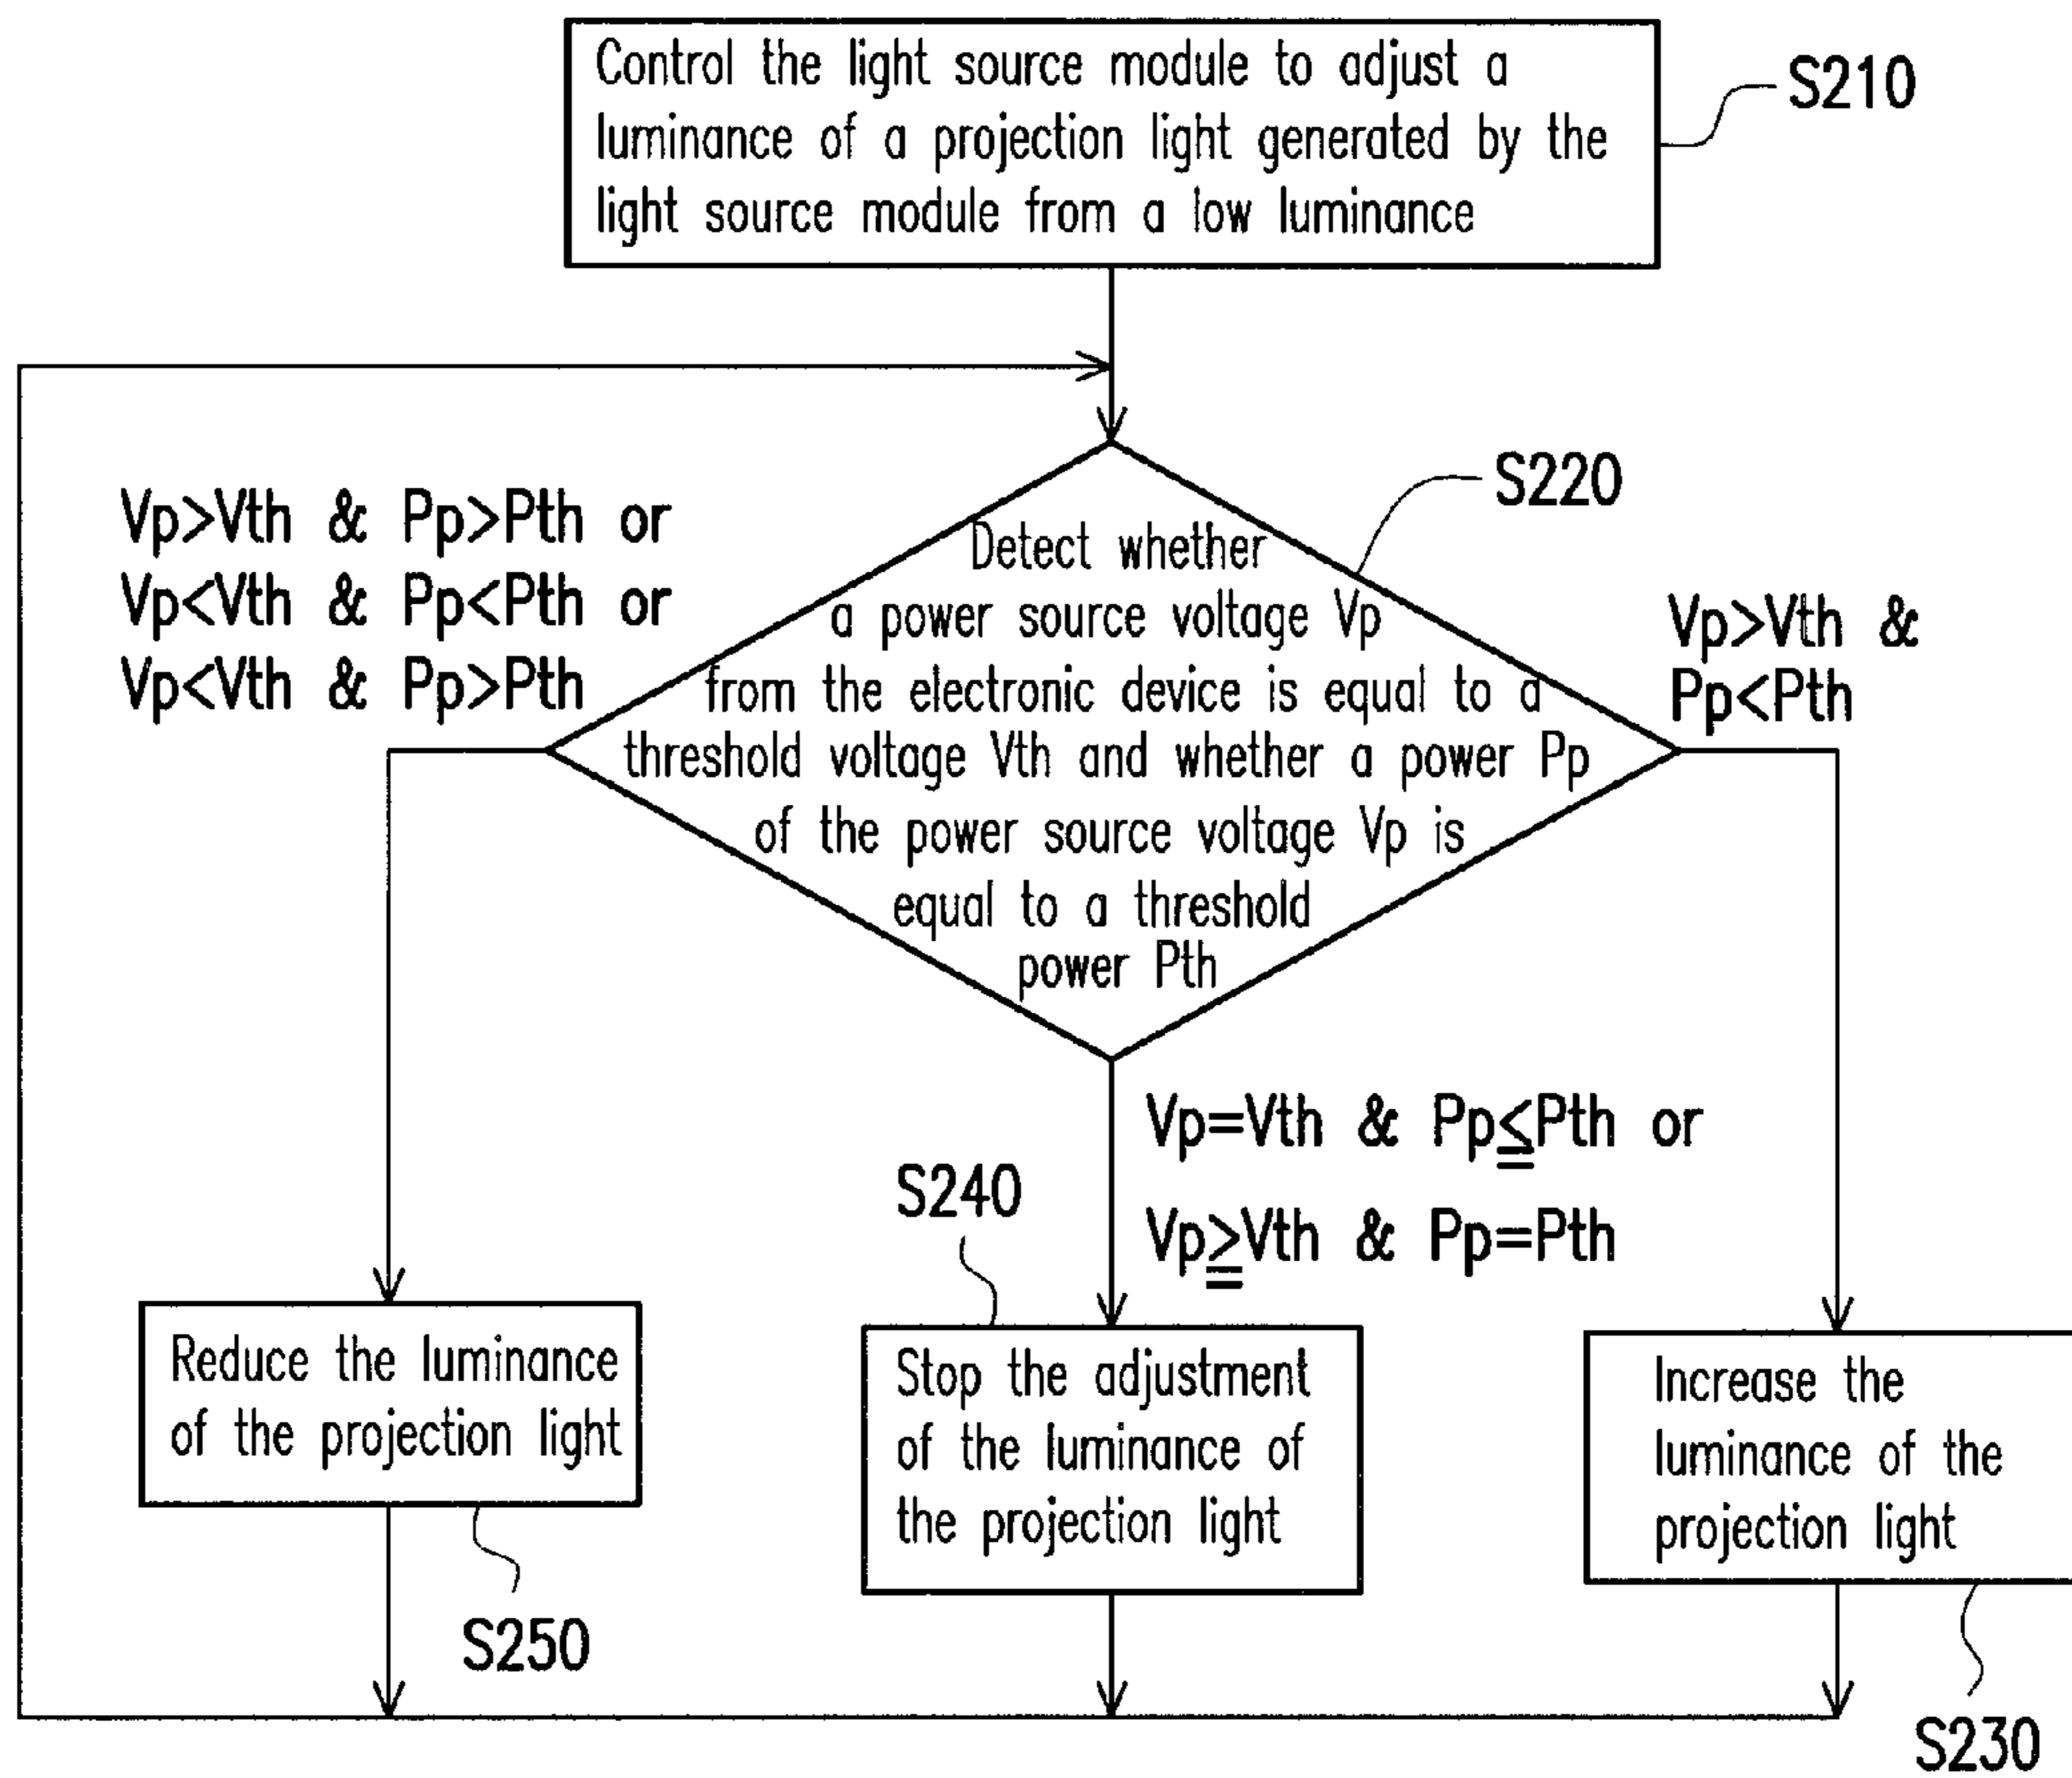 Control the light source module to adjust a
luminance of a projection light generated by the
light source module from a low luminance
S210
S220
Vp>Vth & Pp>Pth or
Vp<Vth & Pp<Pth or
Vp<Vth & Pp>Pth
Detect whether
a power source voltage Vp
from the electronic device is equal to a
threshold voltage Vth and whether a power Pp
of the power source voltage Vp is
equal to a threshold
power Pth
Vp>Vth &
Pp<Pth
Vp=Vth & Pp≦Pth or
Vp≧Vth & Pp=Pth
S240
Reduce the luminance
of the projection light
S250
Stop the adjustment
of the luminance of
the projection light
Increase the
luminance of the
projection light
S230